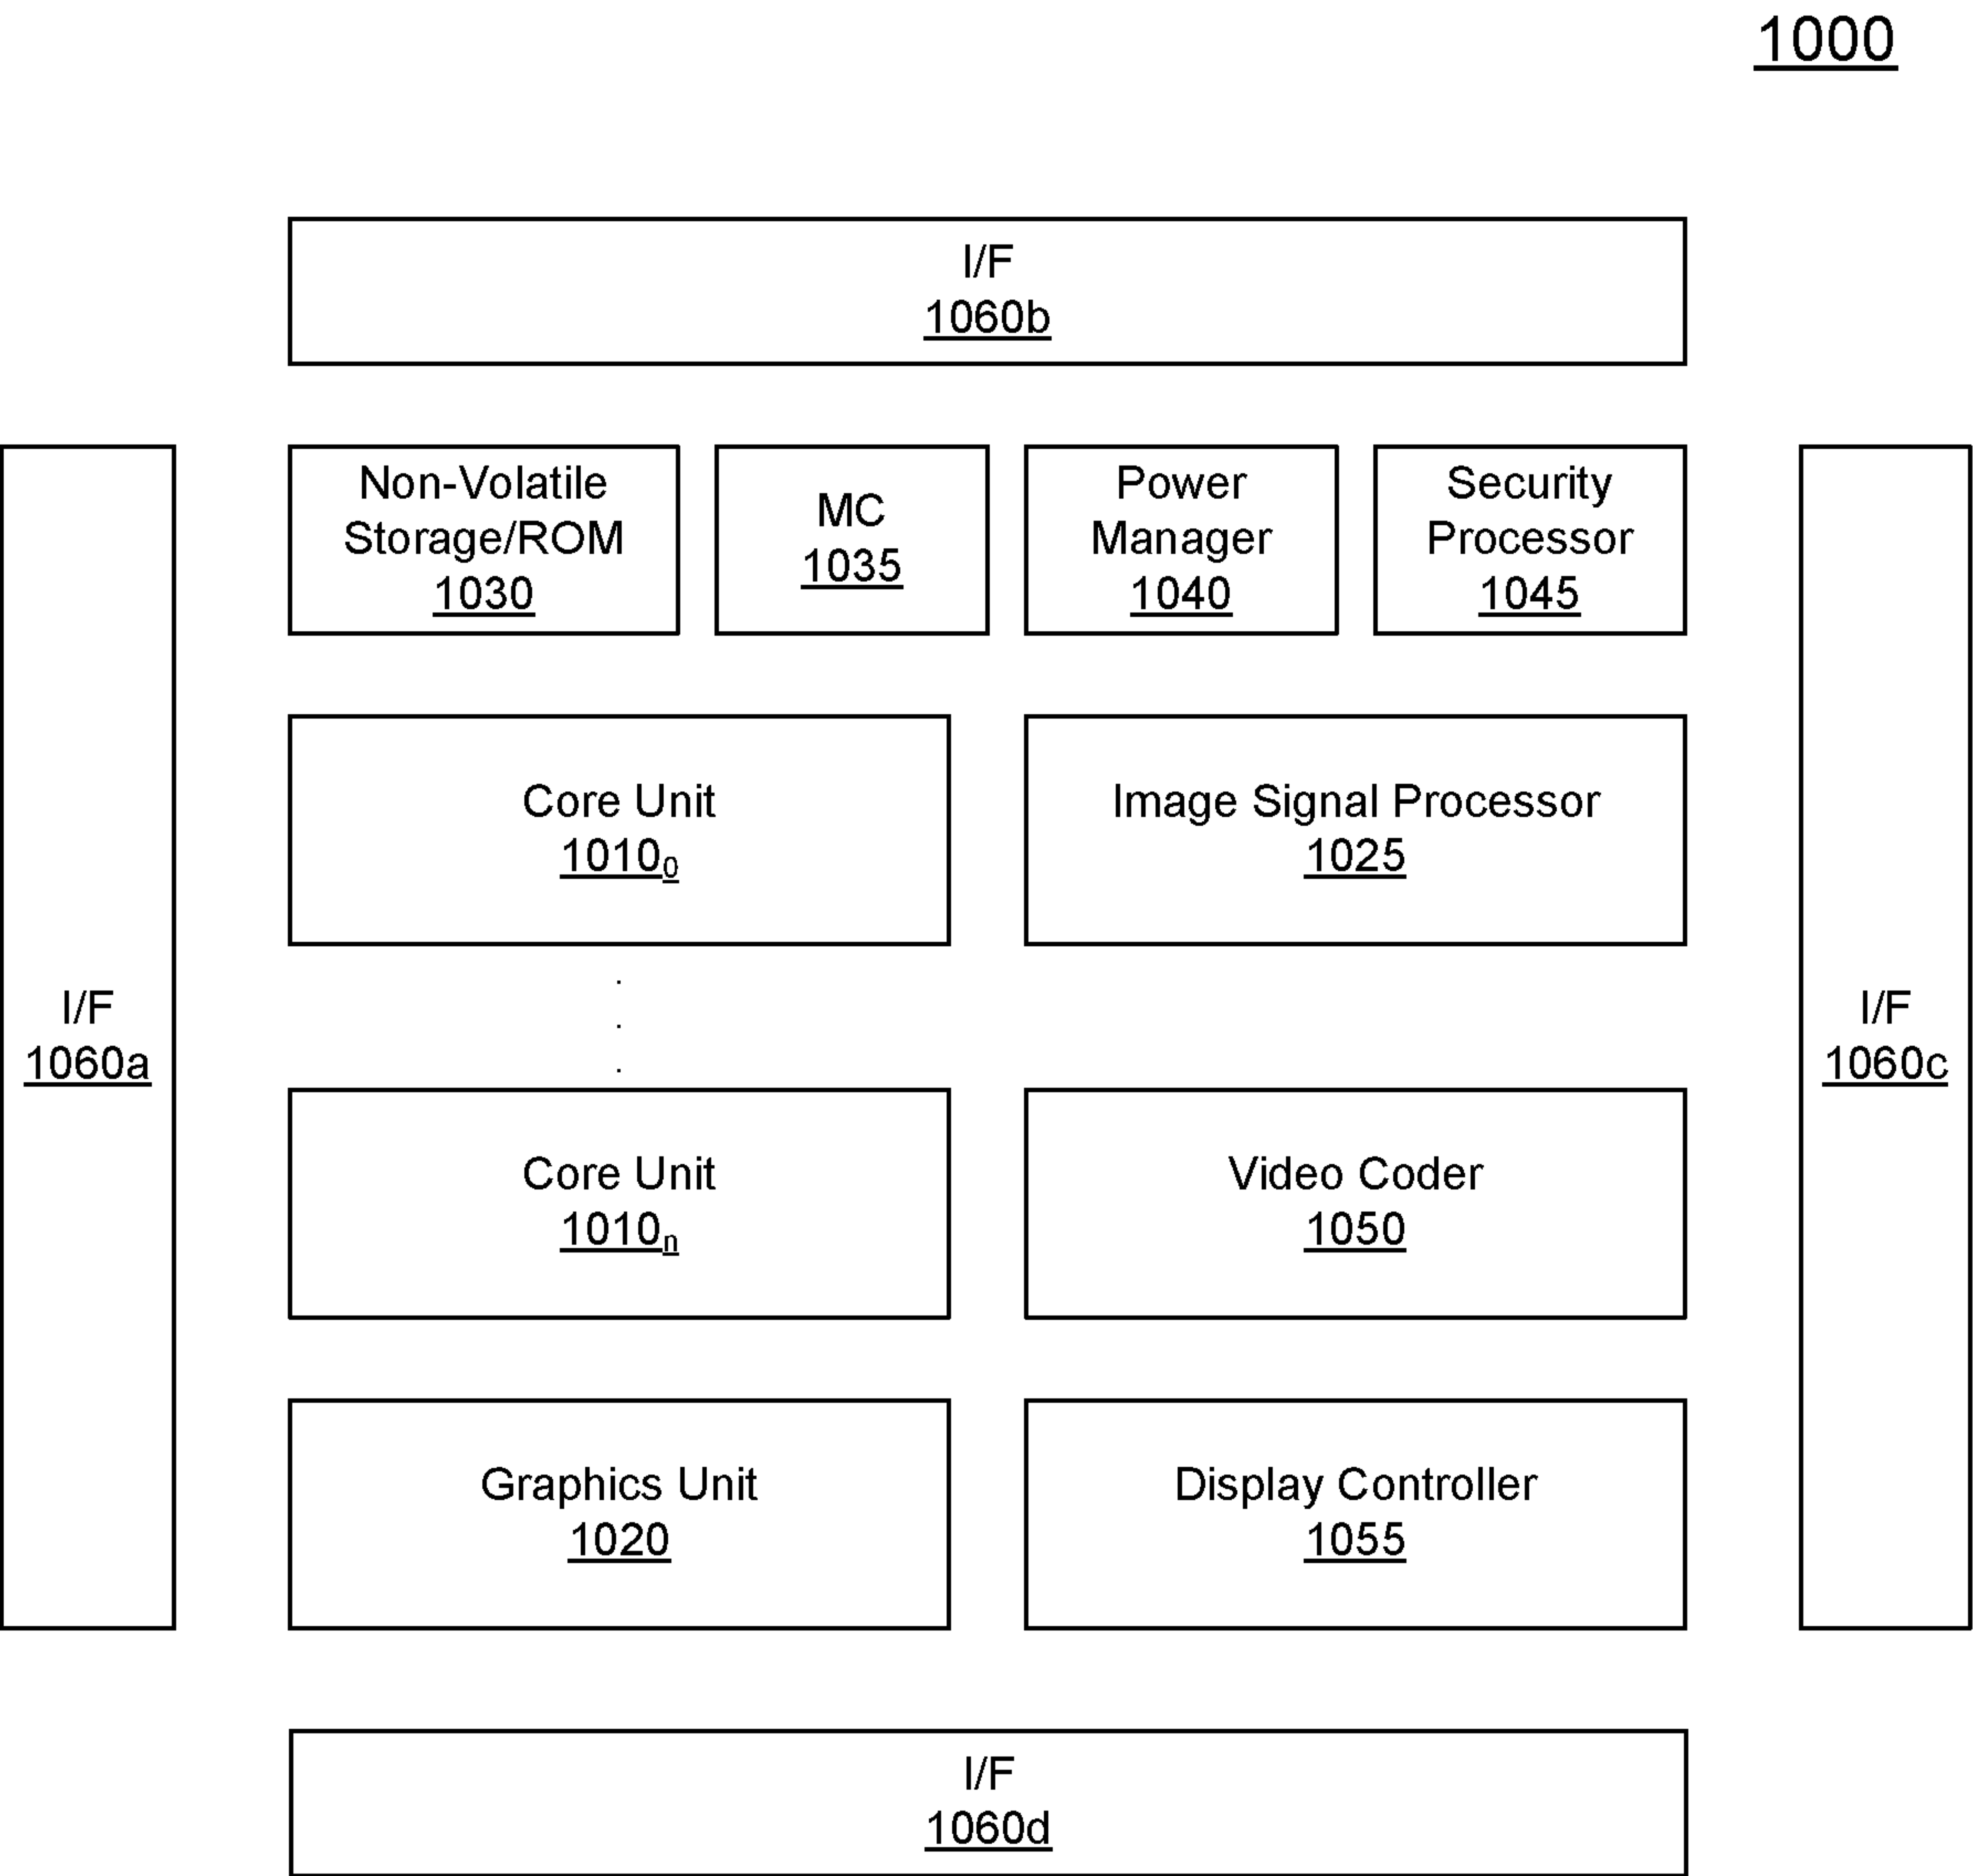 1000
I/F
1060b
Non-Volatile
Storage/ROM
1030
MC
1035
Power
Manager
1040
Security
Processor
1045
Core Unit
1010₀
Image Signal Processor
1025
I/F
1060a
I/F
1060c
Core Unit
1010ₙ
Video Coder
1050
Graphics Unit
1020
Display Controller
1055
I/F
1060d